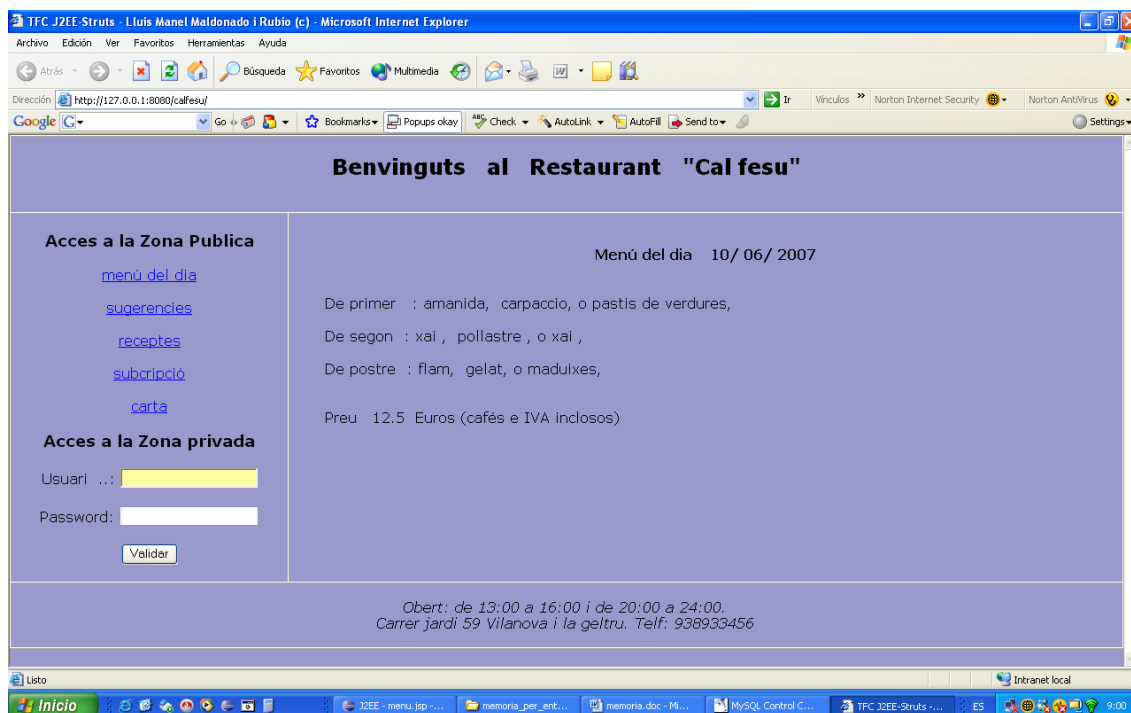 TFC J2EE-Struts - Lluis Manel Maldonado i Rubio (c) - Microsoft Internet Explorer
Archivo Edición Ver Favoritos Herramientas Ayuda
Atrás Búsqueda Favoritos Multimedia
Dirección http://127.0.0.1:8080/calfesu/ Ir Vínculos » Norton Internet Security Norton AntiVirus
Google G Go Bookmarks Popups okay ABC Check AutoLink AutoFill Send to Settings
Benvinguts al Restaurant "Cal fesu"
Acces a la Zona Publica
menú del dia
sugerencies
receptes
subcripció
carta
Acces a la Zona privada
Usuari ..:
Password:
Validar
Menú del dia 10/ 06/ 2007
De primer : amanida, carpaccio, o pastis de verdures,
De segon : xai , pollastre , o xai ,
De postre : flam, gelat, o maduixes,
Preu 12.5 Euros (cafés e IVA inclosos)
Obert: de 13:00 a 16:00 i de 20:00 a 24:00.
Carrer jardi 59 Vilanova i la geltru. Telf: 938933456
Listo Intranet local
Inicio J2EE - menu.jsp -... memoria_per_ent... memoria.doc - Mi... MySQL Control C... TFC J2EE-Struts -... ES 9:00